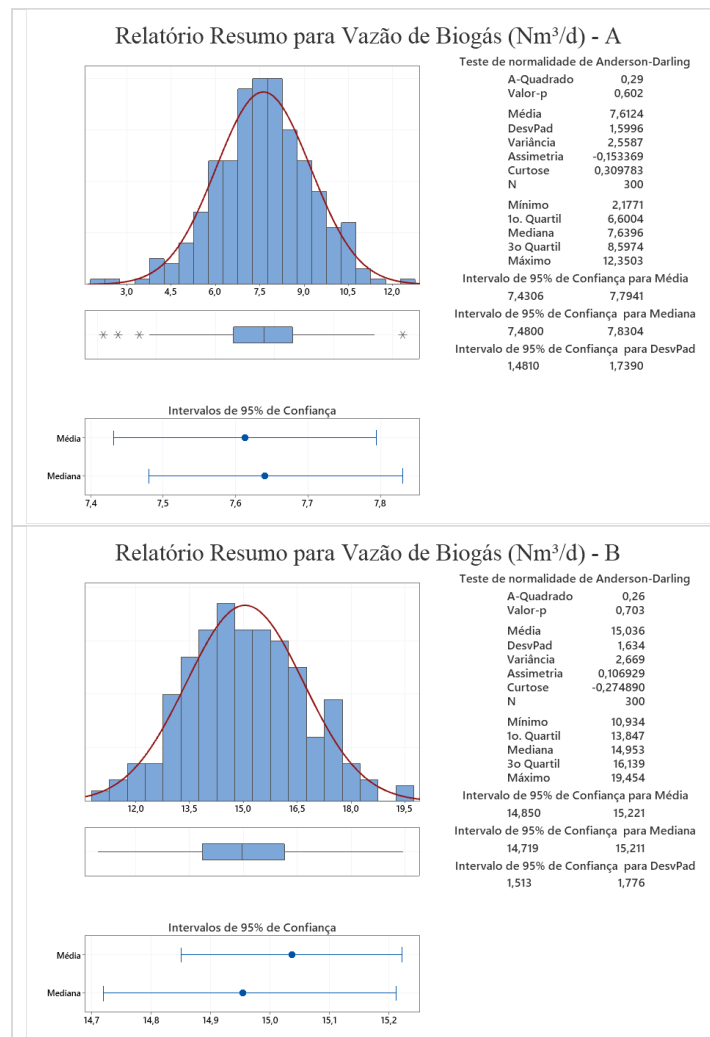 Relatório Resumo para Vazão de Biogás (Nm³/d) - A
Teste de normalidade de Anderson-Darling
A-Quadrado 0,29
Valor-p 0,602
Média 7,6124
DesvPad 1,5996
Variância 2,5587
Assimetria -0,153369
Curtose 0,309783
N 300
Mínimo 2,1771
1o. Quartil 6,6004
Mediana 7,6396
3o Quartil 8,5974
Máximo 12,3503
Intervalo de 95% de Confiança para Média
7,4306 7,7941
Intervalo de 95% de Confiança para Mediana
7,4800 7,8304
Intervalo de 95% de Confiança para DesvPad
1,4810 1,7390
3,0 4,5 6,0 7,5 9,0 10,5 12,0
Intervalos de 95% de Confiança
Média
Mediana
7,4 7,5 7,6 7,7 7,8
Relatório Resumo para Vazão de Biogás (Nm³/d) - B
Teste de normalidade de Anderson-Darling
A-Quadrado 0,26
Valor-p 0,703
Média 15,036
DesvPad 1,634
Variância 2,669
Assimetria 0,106929
Curtose -0,274890
N 300
Mínimo 10,934
1o. Quartil 13,847
Mediana 14,953
3o Quartil 16,139
Máximo 19,454
Intervalo de 95% de Confiança para Média
14,850 15,221
Intervalo de 95% de Confiança para Mediana
14,719 15,211
Intervalo de 95% de Confiança para DesvPad
1,513 1,776
12,0 13,5 15,0 16,5 18,0 19,5
Intervalos de 95% de Confiança
Média
Mediana
14,7 14,8 14,9 15,0 15,1 15,2